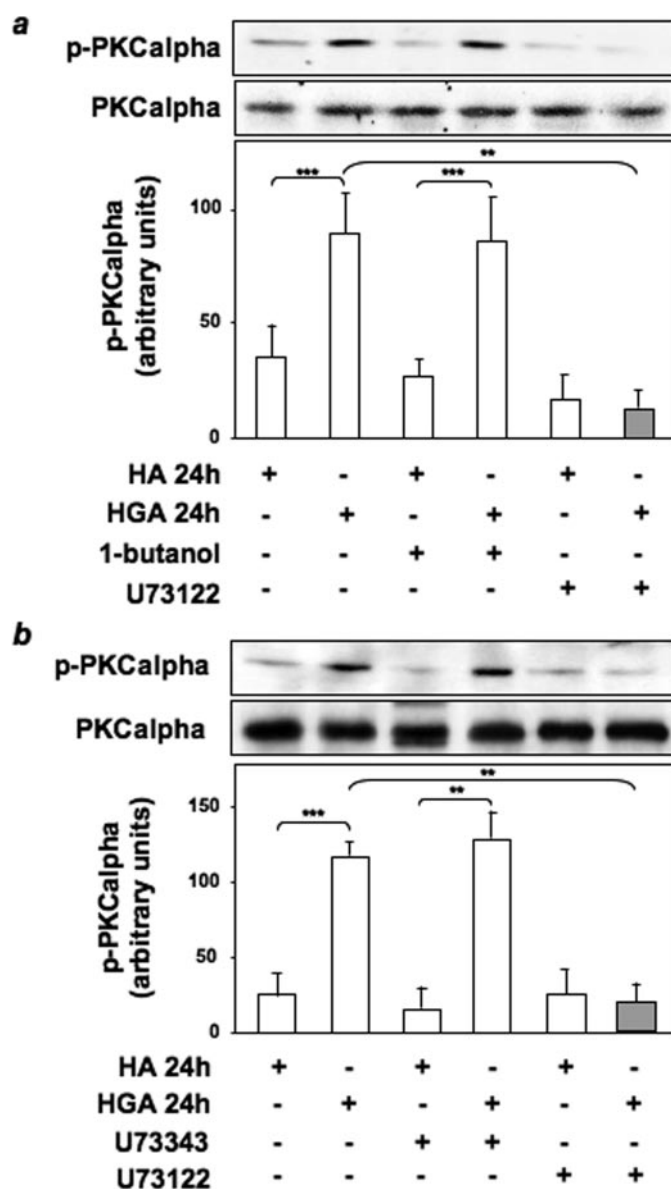 a
p-PKCalpha
PKCalpha
** 
*** ***
100
50
0
p-PKCalpha
(arbitrary units)
HA 24h + - + - + -
HGA 24h - + - + - +
1-butanol - - + + - -
U73122 - - - - + +
b
p-PKCalpha
PKCalpha
**
*** **
150
100
50
0
p-PKCalpha
(arbitrary units)
HA 24h + - + - + -
HGA 24h - + - + - +
U73343 - - + + - -
U73122 - - - - + +